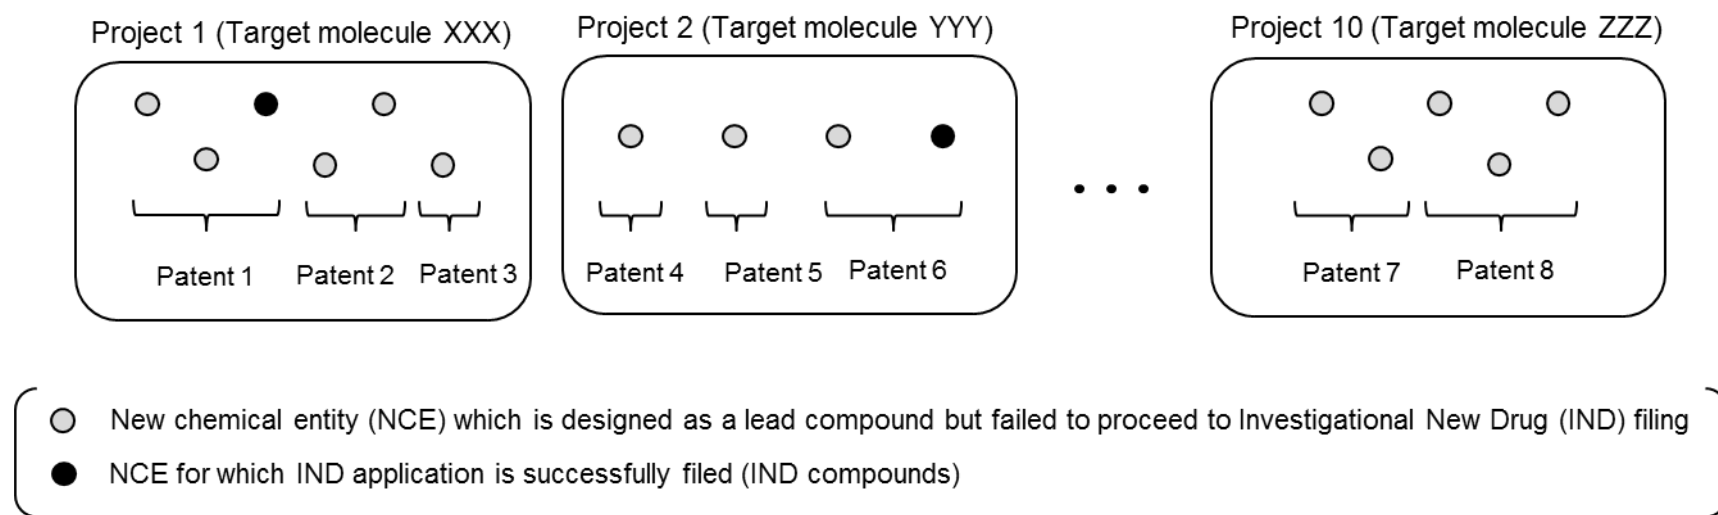 Project 1 (Target molecule XXX)
Project 2 (Target molecule YYY)
Project 10 (Target molecule ZZZ)
Patent 1
Patent 2
Patent 3
Patent 4
Patent 5
Patent 6
. . .
Patent 7
Patent 8
New chemical entity (NCE) which is designed as a lead compound but failed to proceed to Investigational New Drug (IND) filing
NCE for which IND application is successfully filed (IND compounds)